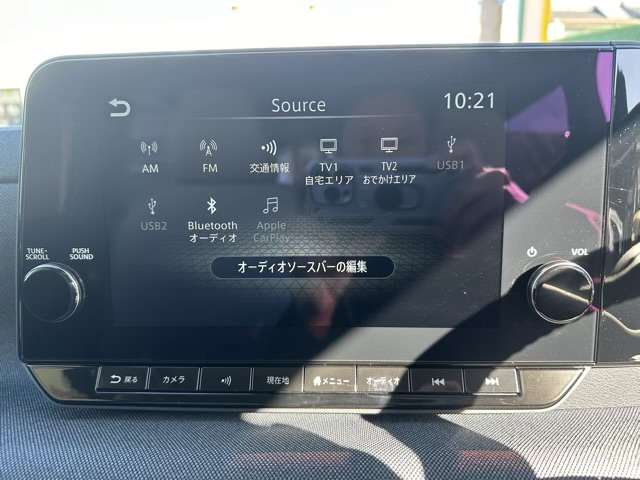 Source
10:21
AM
FM
交通情報
TV1
自宅エリア
TV2
おでかけエリア
USB1
USB2
Bluetooth
オーディオ
Apple
CarPlay
TUNE・
SCROLL
PUSH
SOUND
VOL
オーディオソースバーの編集
戻る
カメラ
現在地
メニュー
オーディオ